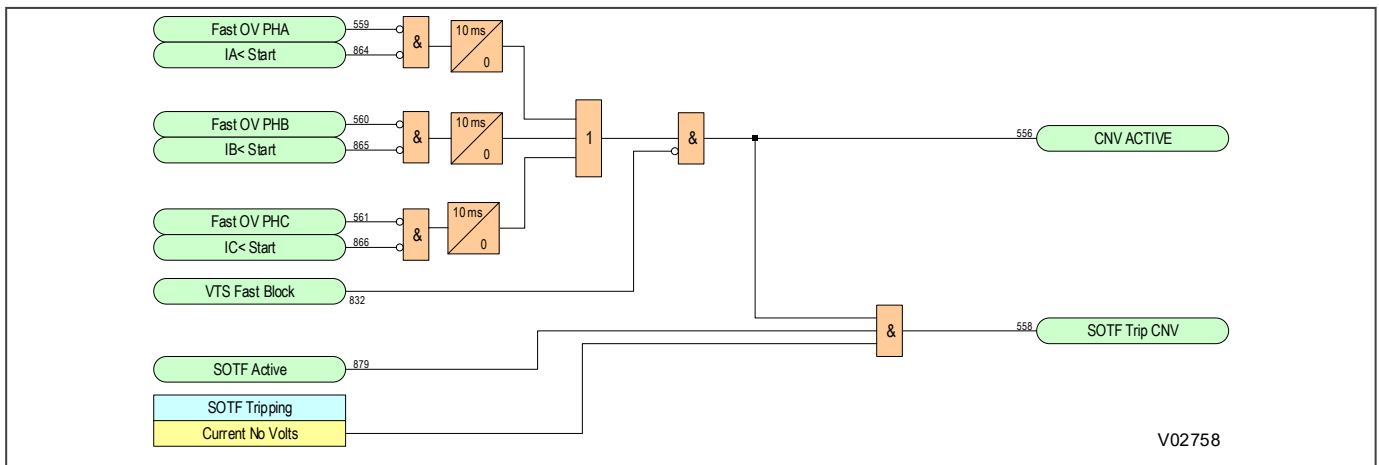 Fast OV PHA 559
IA< Start 864
&
10 ms
0
Fast OV PHB 560
IB< Start 865
&
10 ms
0
1
&
556 CNV ACTIVE
Fast OV PHC 561
IC< Start 866
&
10 ms
0
VTS Fast Block 832
&
558 SOTF Trip CNV
SOTF Active 879
SOTF Tripping
Current No Volts
V02758